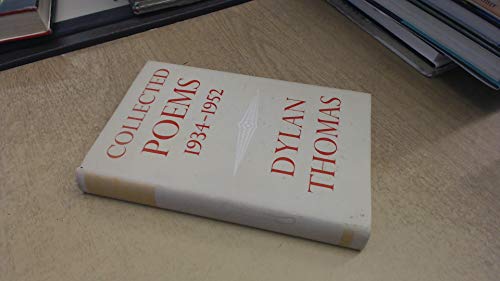 COLLECTED
POEMS
1934–1952
DYLAN
THOMAS